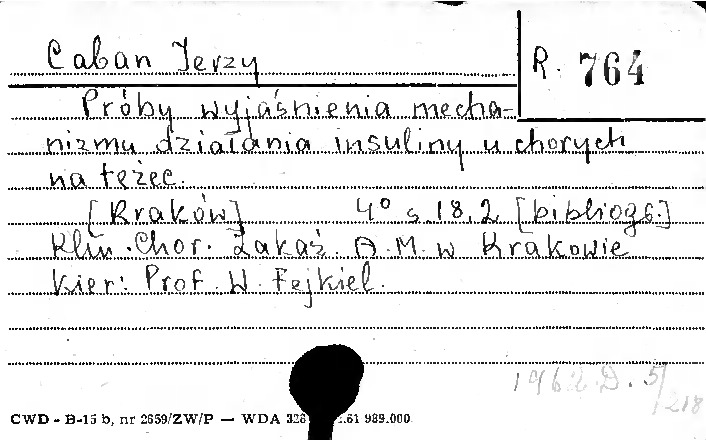 Caban Jerzy
R. 764
Próby wyjaśnienia mecha-
nizmu działania insuliny u chorych
na tężec.
[Kraków] 4° s. 18, 2 [bibliogr.]
Klin. Chor. Zakaź. A.M. w Krakowie
Kier: Prof. W. Fejkiel.
1962.D. 5/
218
CWD - B-15 b, nr 2659/ZW/P — WDA 328 .61 989.000